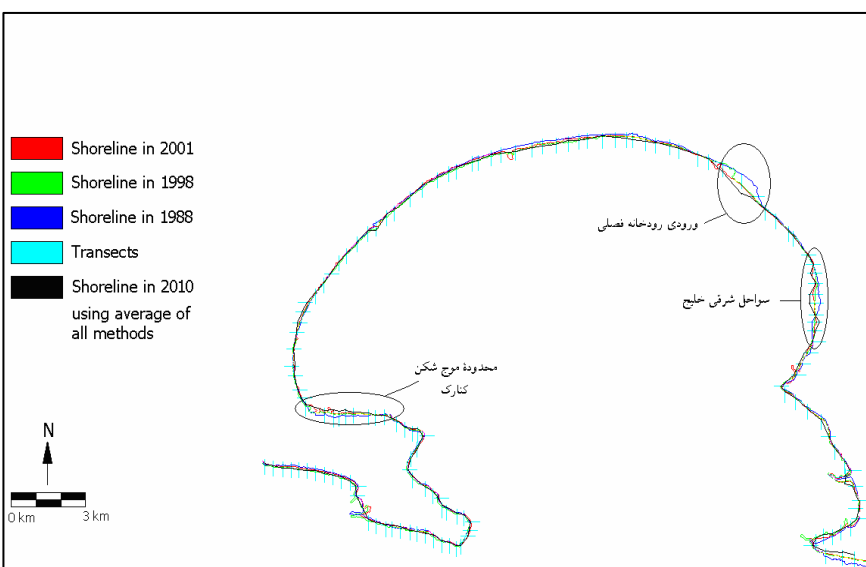 Shoreline in 2001
Shoreline in 1998
Shoreline in 1988
Transects
Shoreline in 2010
using average of
all methods
ورودی رودخانه فصلی
سواحل شرقی خلیج
محدودۀ موج شکن
کنارک
N
0 km 3 km